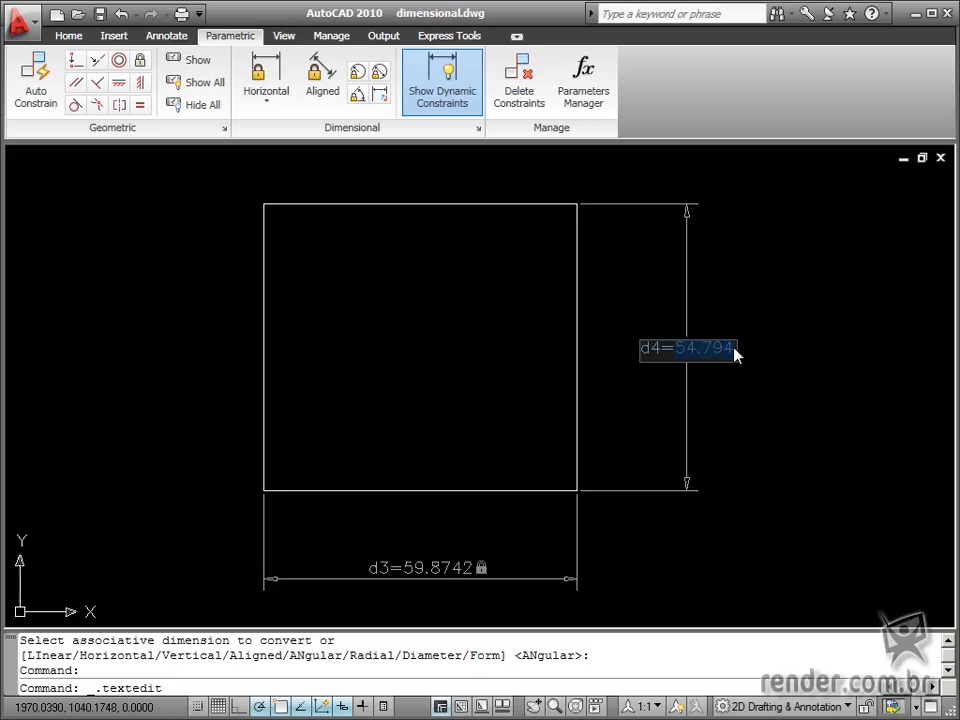 AutoCAD 2010 dimensional.dwg
Type a keyword or phrase
Home Insert Annotate Parametric View Manage Output Express Tools
Auto Constrain
Show
Show All
Hide All
Geometric
Horizontal
Aligned
Show Dynamic Constraints
Dimensional
Delete Constraints
fx
Parameters Manager
Manage
d4=54.794
d3=59.8742
Y
X
Select associative dimension to convert or
[LInear/Horizontal/Vertical/Aligned/ANgular/Radial/Diameter/Form] <ANgular>:
Command:
Command: _.textedit
render.com.br
1970.0390, 1040.1748, 0.0000
1:1
2D Drafting & Annotation